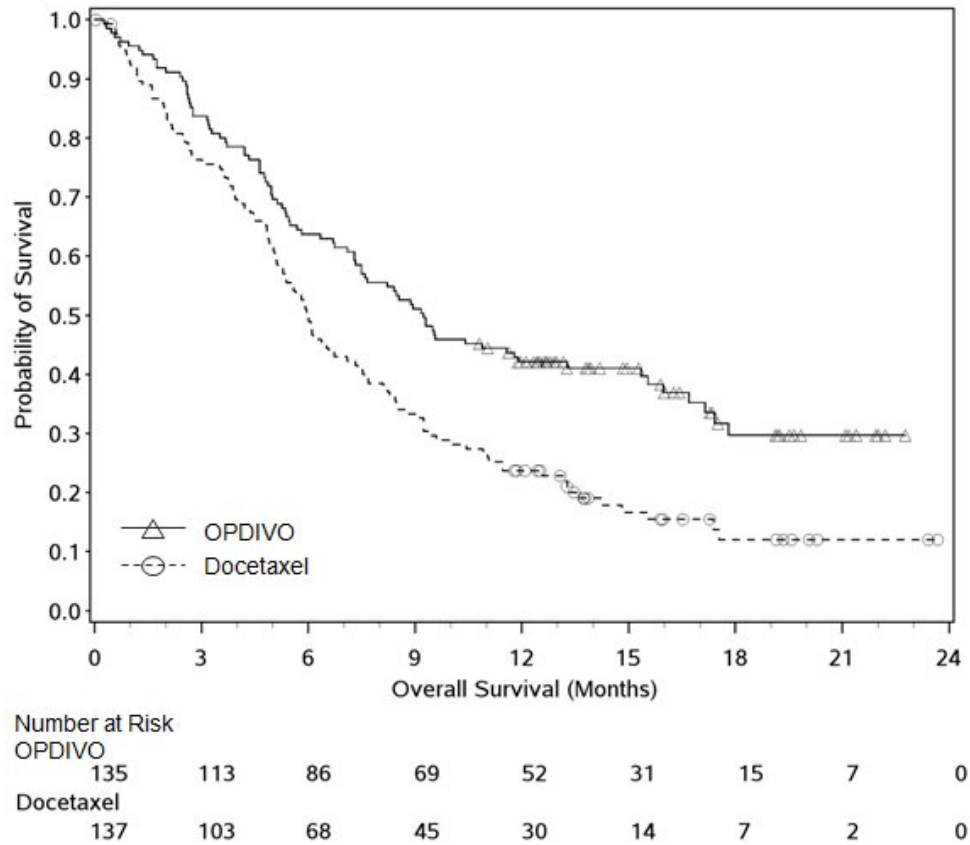 1.0
0.9
0.8
0.7
0.6
0.5
0.4
0.3
0.2
0.1
0.0
Probability of Survival
OPDIVO
Docetaxel
0 3 6 9 12 15 18 21 24
Overall Survival (Months)
Number at Risk
OPDIVO
135 113 86 69 52 31 15 7 0
Docetaxel
137 103 68 45 30 14 7 2 0